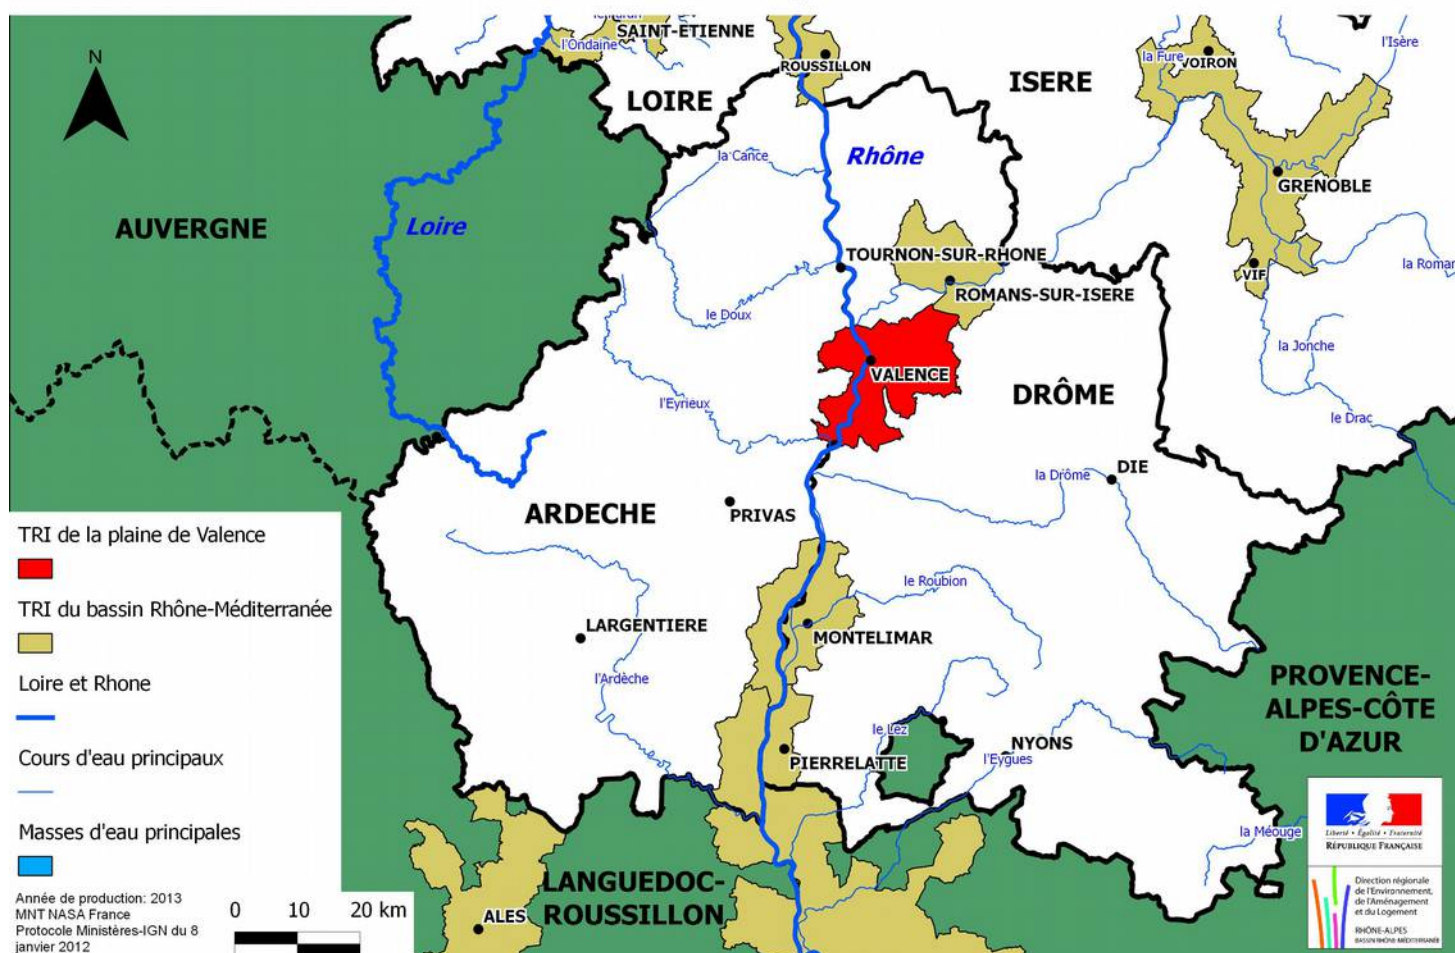 N
SAINT-ETIENNE
l'Ondaine
ROUSSILLON
LOIRE
ISERE
la Fure
VOIRON
l'Isère
la Cance
Rhône
GRENOBLE
AUVERGNE
Loire
TOURNON-SUR-RHONE
ROMANS-SUR-ISERE
VIF
la Roman
le Doux
la Jonche
VALENCE
DRÔME
l'Eyrieux
le Drac
la Drôme
DIE
ARDECHE
PRIVAS
le Roubion
LARGENTIERE
MONTELIMAR
l'Ardèche
PROVENCE-
ALPES-CÔTE
D'AZUR
le Lez
NYONS
l'Eygues
PIERRELATTE
la Méouge
LANGUEDOC-
ROUSSILLON
ALES
TRI de la plaine de Valence
TRI du bassin Rhône-Méditerranée
Loire et Rhone
Cours d'eau principaux
Masses d'eau principales
Année de production: 2013
MNT NASA France
Protocole Ministères-IGN du 8
janvier 2012
0 10 20 km
Liberté • Égalité • Fraternité
RÉPUBLIQUE FRANÇAISE
Direction régionale
de l'Environnement,
de l'Aménagement
et du Logement
RHÔNE-ALPES
BASSIN RHÔNE-MÉDITERRANÉE